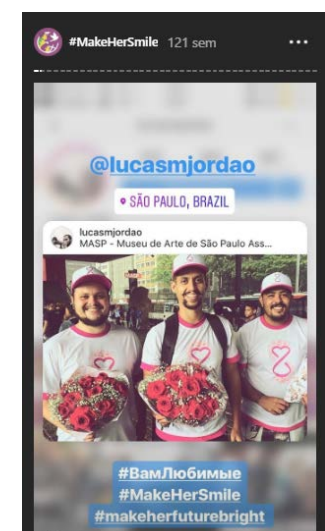 #MakeHerSmile 121 sem
@lucasmjordao
SÃO PAULO, BRAZIL
lucasmjordao
MASP - Museu de Arte de São Paulo Ass...
#ВамЛюбимые
#MakeHerSmile
#makeherfuturebright